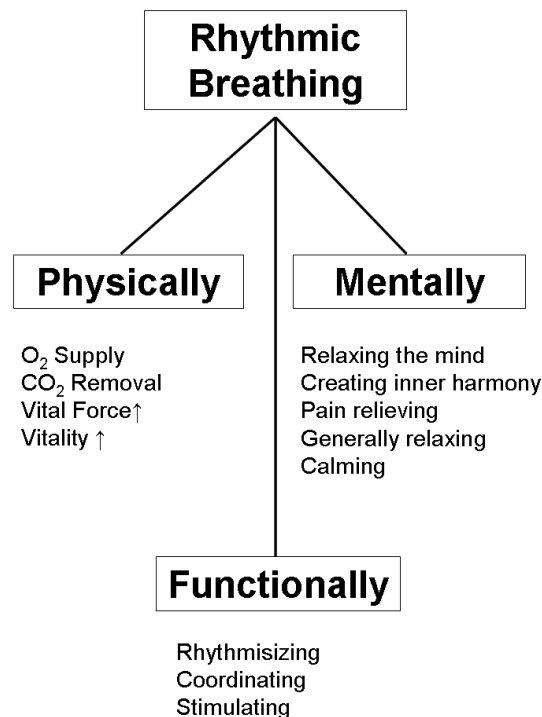 Rhythmic
Breathing
Physically
O₂ Supply
CO₂ Removal
Vital Force↑
Vitality ↑
Mentally
Relaxing the mind
Creating inner harmony
Pain relieving
Generally relaxing
Calming
Functionally
Rhythmisizing
Coordinating
Stimulating